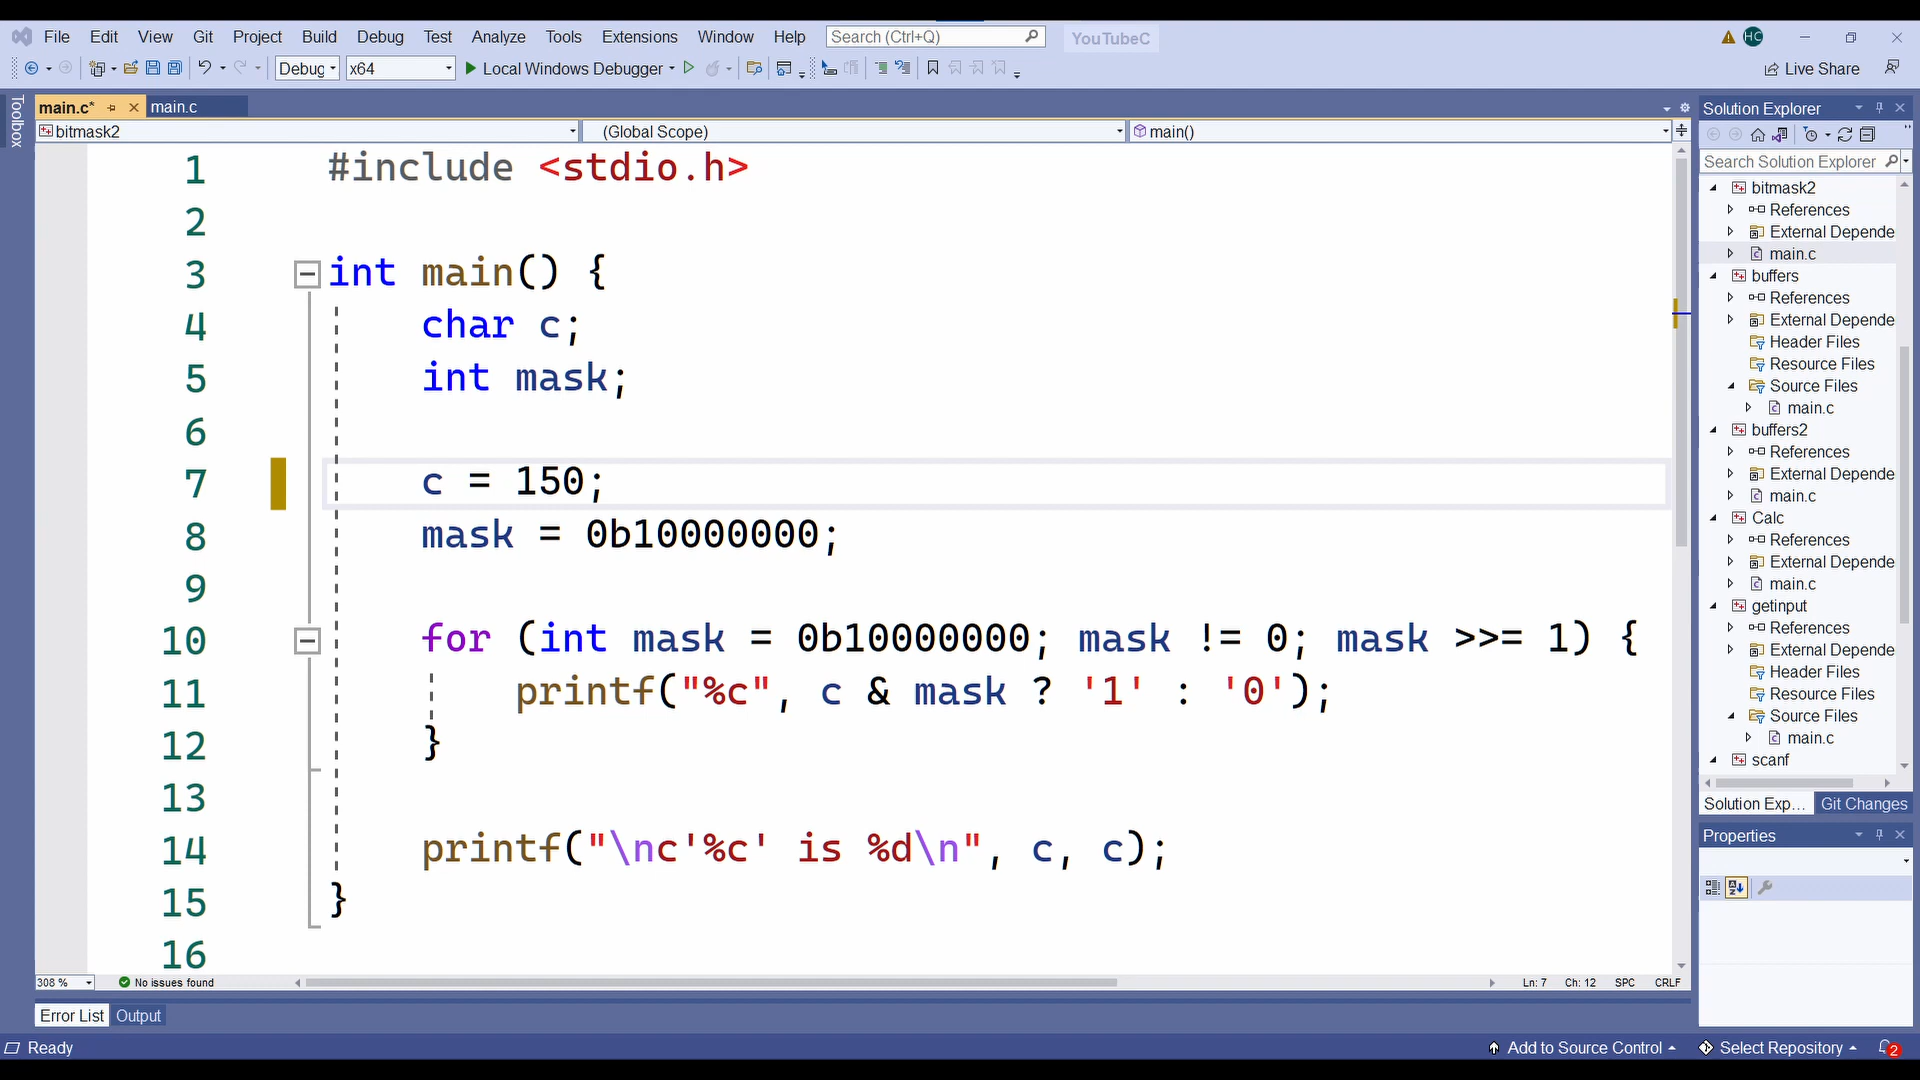 File Edit View Git Project Build Debug Test Analyze Tools Extensions Window Help Search (Ctrl+Q) YouTubeC HC
Debug x64 Local Windows Debugger Live Share
Toolbox
main.c* main.c
bitmask2 (Global Scope) main()
1 #include <stdio.h>
2
3 int main() {
4 char c;
5 int mask;
6
7 c = 150;
8 mask = 0b10000000;
9
10 for (int mask = 0b10000000; mask != 0; mask >>= 1) {
11 printf("%c", c & mask ? '1' : '0');
12 }
13
14 printf("\nc'%c' is %d\n", c, c);
15 }
16
308 % No issues found Ln: 7 Ch: 12 SPC CRLF
Error List Output
Solution Explorer
Search Solution Explorer
bitmask2
References
External Depende
main.c
buffers
References
External Depende
Header Files
Resource Files
Source Files
main.c
buffers2
References
External Depende
main.c
Calc
References
External Depende
main.c
getinput
References
External Depende
Header Files
Resource Files
Source Files
main.c
scanf
Solution Exp... Git Changes
Properties
Ready Add to Source Control Select Repository 2